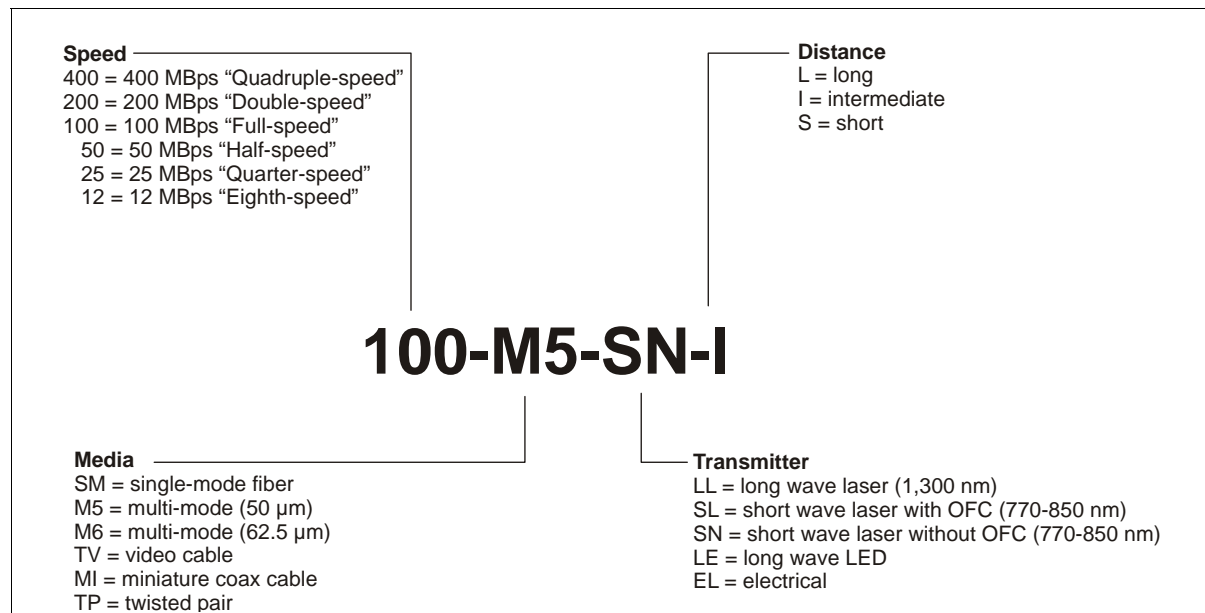 Speed
400 = 400 MBps “Quadruple-speed”
200 = 200 MBps “Double-speed”
100 = 100 MBps “Full-speed”
50 = 50 MBps “Half-speed”
25 = 25 MBps “Quarter-speed”
12 = 12 MBps “Eighth-speed”
Distance
L = long
I = intermediate
S = short
100-M5-SN-I
Media
SM = single-mode fiber
M5 = multi-mode (50 µm)
M6 = multi-mode (62.5 µm)
TV = video cable
MI = miniature coax cable
TP = twisted pair
Transmitter
LL = long wave laser (1,300 nm)
SL = short wave laser with OFC (770-850 nm)
SN = short wave laser without OFC (770-850 nm)
LE = long wave LED
EL = electrical